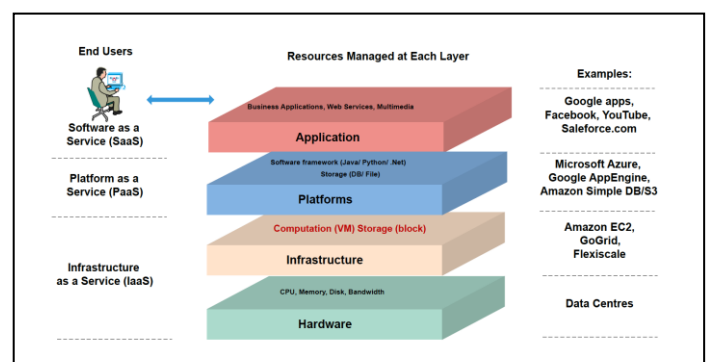 End Users
Resources Managed at Each Layer
Examples:
Business Applications, Web Services, Multimedia
Application
Software as a
Service (SaaS)
Google apps,
Facebook, YouTube,
Saleforce.com
Software framework (Java/ Python/ .Net)
Storage (DB/ File)
Platforms
Platform as a
Service (PaaS)
Microsoft Azure,
Google AppEngine,
Amazon Simple DB/S3
Computation (VM) Storage (block)
Infrastructure
Infrastructure
as a Service (IaaS)
Amazon EC2,
GoGrid,
Flexiscale
CPU, Memory, Disk, Bandwidth
Hardware
Data Centres